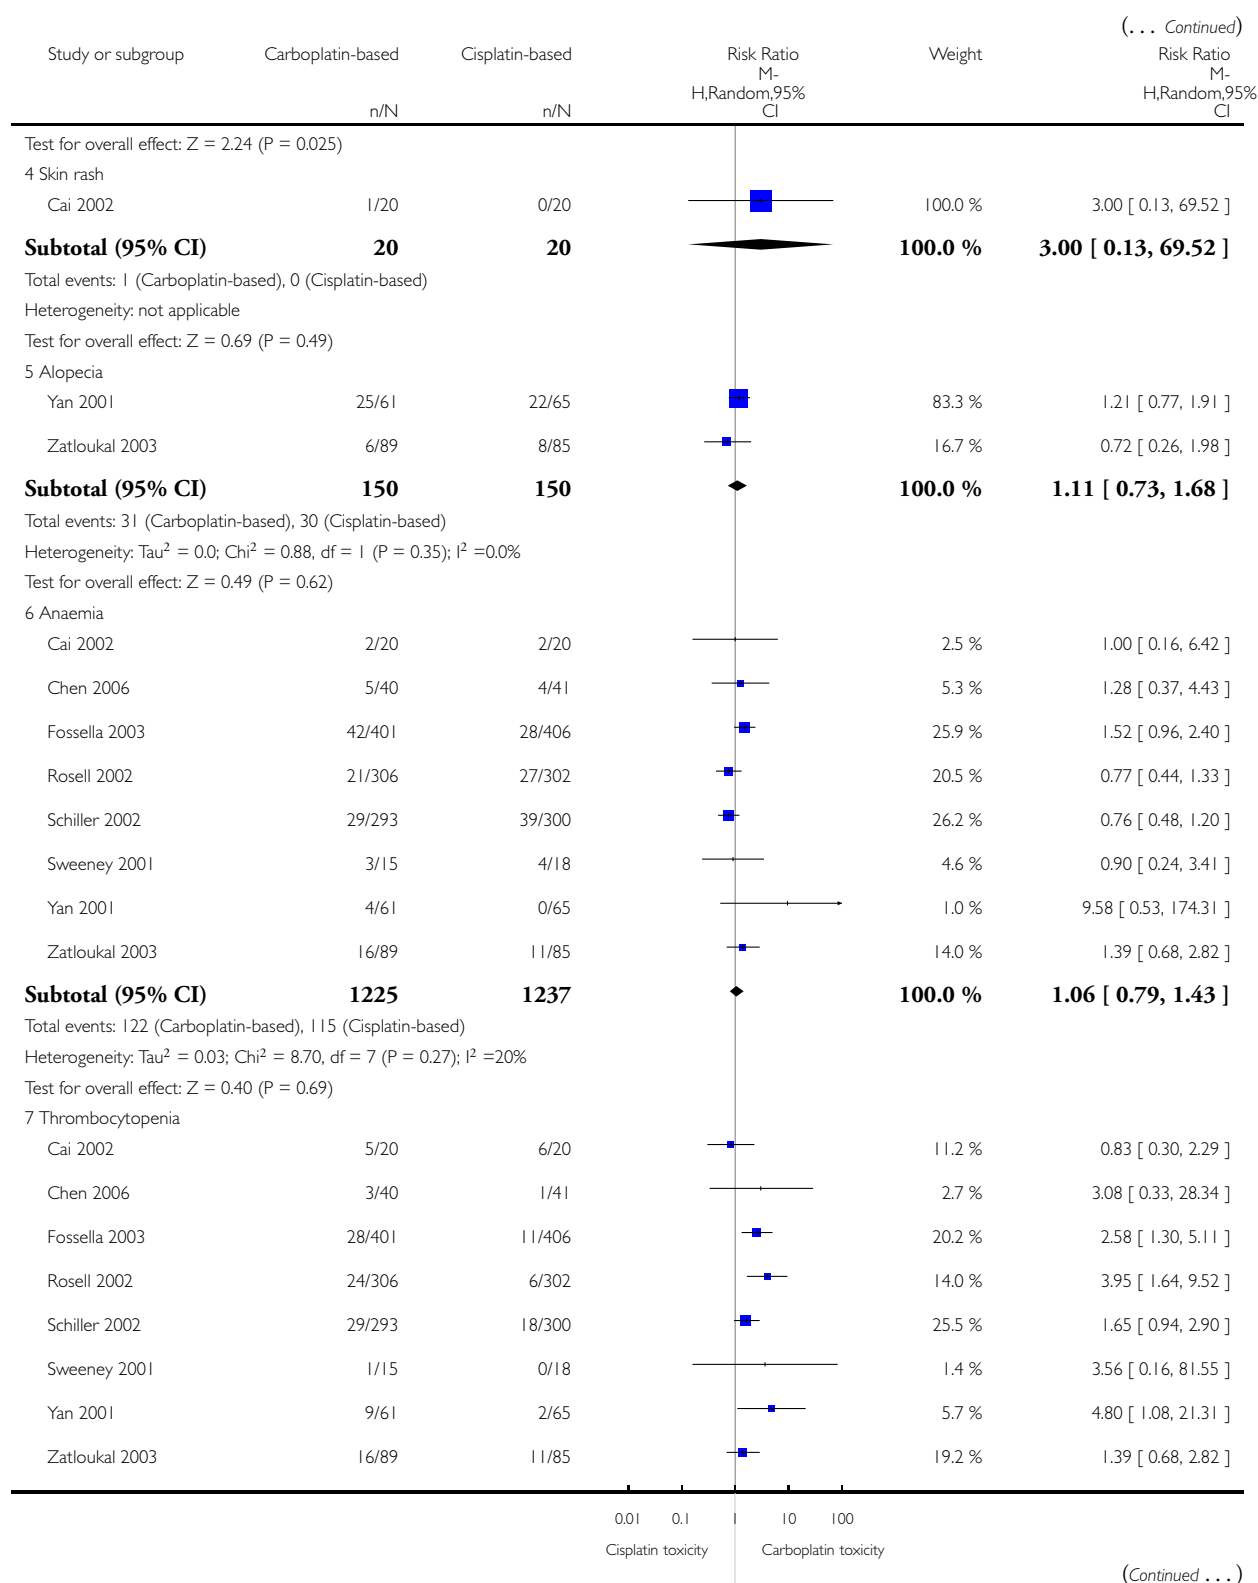 (... Continued)
Study or subgroup Carboplatin-based Cisplatin-based Risk Ratio Weight Risk Ratio
M- M-
H,Random,95% H,Random,95%
n/N n/N CI CI
Test for overall effect: Z = 2.24 (P = 0.025)
4 Skin rash
Cai 2002 1/20 0/20 100.0 % 3.00 [ 0.13, 69.52 ]
Subtotal (95% CI) 20 20 100.0 % 3.00 [ 0.13, 69.52 ]
Total events: 1 (Carboplatin-based), 0 (Cisplatin-based)
Heterogeneity: not applicable
Test for overall effect: Z = 0.69 (P = 0.49)
5 Alopecia
Yan 2001 25/61 22/65 83.3 % 1.21 [ 0.77, 1.91 ]
Zatloukal 2003 6/89 8/85 16.7 % 0.72 [ 0.26, 1.98 ]
Subtotal (95% CI) 150 150 100.0 % 1.11 [ 0.73, 1.68 ]
Total events: 31 (Carboplatin-based), 30 (Cisplatin-based)
Heterogeneity: Tau² = 0.0; Chi² = 0.88, df = 1 (P = 0.35); I² =0.0%
Test for overall effect: Z = 0.49 (P = 0.62)
6 Anaemia
Cai 2002 2/20 2/20 2.5 % 1.00 [ 0.16, 6.42 ]
Chen 2006 5/40 4/41 5.3 % 1.28 [ 0.37, 4.43 ]
Fossella 2003 42/401 28/406 25.9 % 1.52 [ 0.96, 2.40 ]
Rosell 2002 21/306 27/302 20.5 % 0.77 [ 0.44, 1.33 ]
Schiller 2002 29/293 39/300 26.2 % 0.76 [ 0.48, 1.20 ]
Sweeney 2001 3/15 4/18 4.6 % 0.90 [ 0.24, 3.41 ]
Yan 2001 4/61 0/65 1.0 % 9.58 [ 0.53, 174.31 ]
Zatloukal 2003 16/89 11/85 14.0 % 1.39 [ 0.68, 2.82 ]
Subtotal (95% CI) 1225 1237 100.0 % 1.06 [ 0.79, 1.43 ]
Total events: 122 (Carboplatin-based), 115 (Cisplatin-based)
Heterogeneity: Tau² = 0.03; Chi² = 8.70, df = 7 (P = 0.27); I² =20%
Test for overall effect: Z = 0.40 (P = 0.69)
7 Thrombocytopenia
Cai 2002 5/20 6/20 11.2 % 0.83 [ 0.30, 2.29 ]
Chen 2006 3/40 1/41 2.7 % 3.08 [ 0.33, 28.34 ]
Fossella 2003 28/401 11/406 20.2 % 2.58 [ 1.30, 5.11 ]
Rosell 2002 24/306 6/302 14.0 % 3.95 [ 1.64, 9.52 ]
Schiller 2002 29/293 18/300 25.5 % 1.65 [ 0.94, 2.90 ]
Sweeney 2001 1/15 0/18 1.4 % 3.56 [ 0.16, 81.55 ]
Yan 2001 9/61 2/65 5.7 % 4.80 [ 1.08, 21.31 ]
Zatloukal 2003 16/89 11/85 19.2 % 1.39 [ 0.68, 2.82 ]
0.01 0.1 1 10 100
Cisplatin toxicity Carboplatin toxicity
(Continued ...)